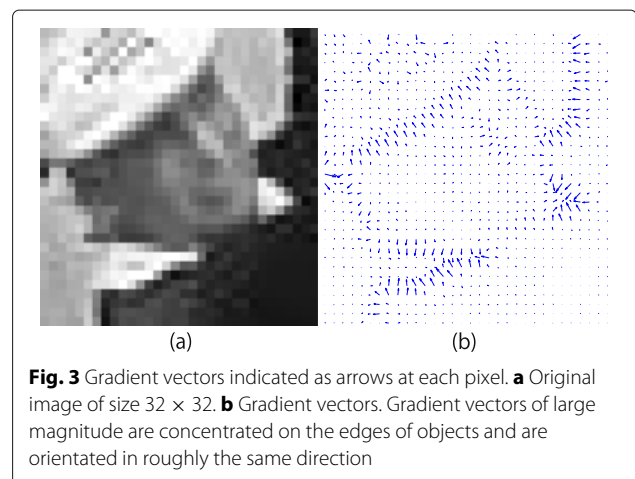 (a) (b)
Fig. 3 Gradient vectors indicated as arrows at each pixel. a Original
image of size 32 × 32. b Gradient vectors. Gradient vectors of large
magnitude are concentrated on the edges of objects and are
orientated in roughly the same direction